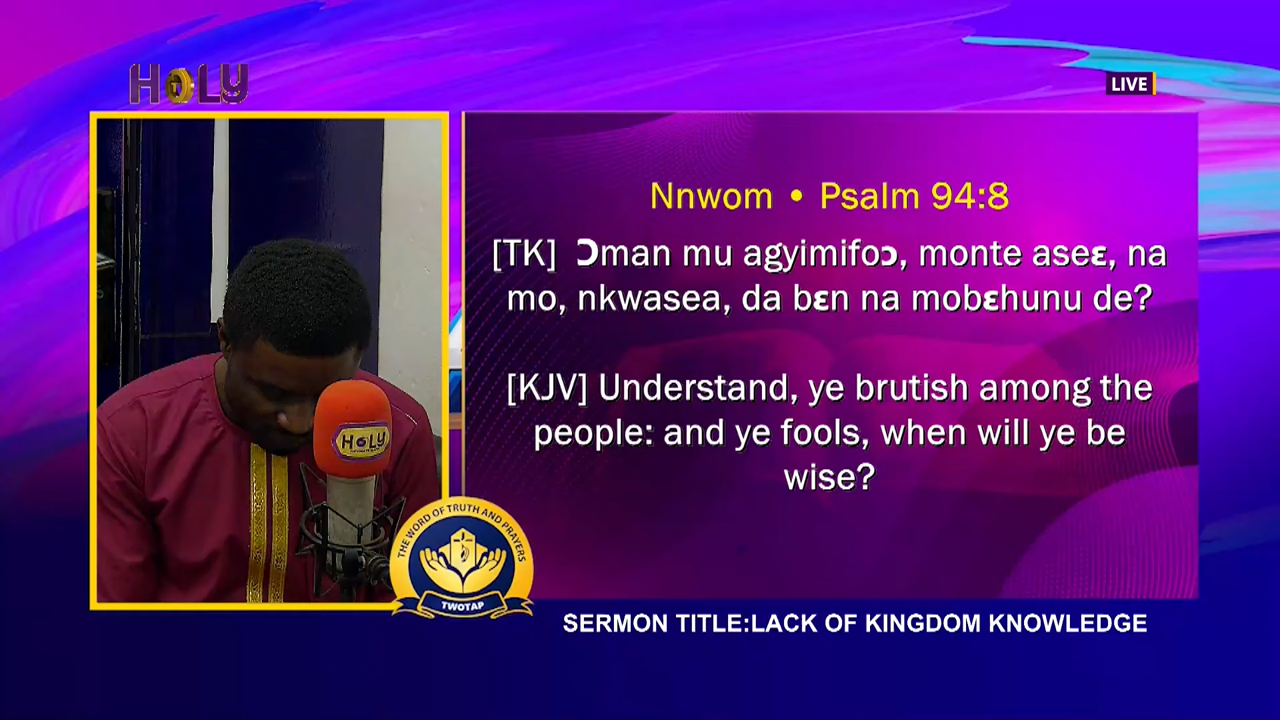 HOLY
LIVE
Nnwom • Psalm 94:8
[TK] Ɔman mu agyimifoɔ, monte aseɛ, na
mo, nkwasea, da bɛn na mobɛhunu de?
[KJV] Understand, ye brutish among the
people: and ye fools, when will ye be
wise?
HOLY
THE WORD OF TRUTH AND PRAYERS
TWOTAP
SERMON TITLE:LACK OF KINGDOM KNOWLEDGE